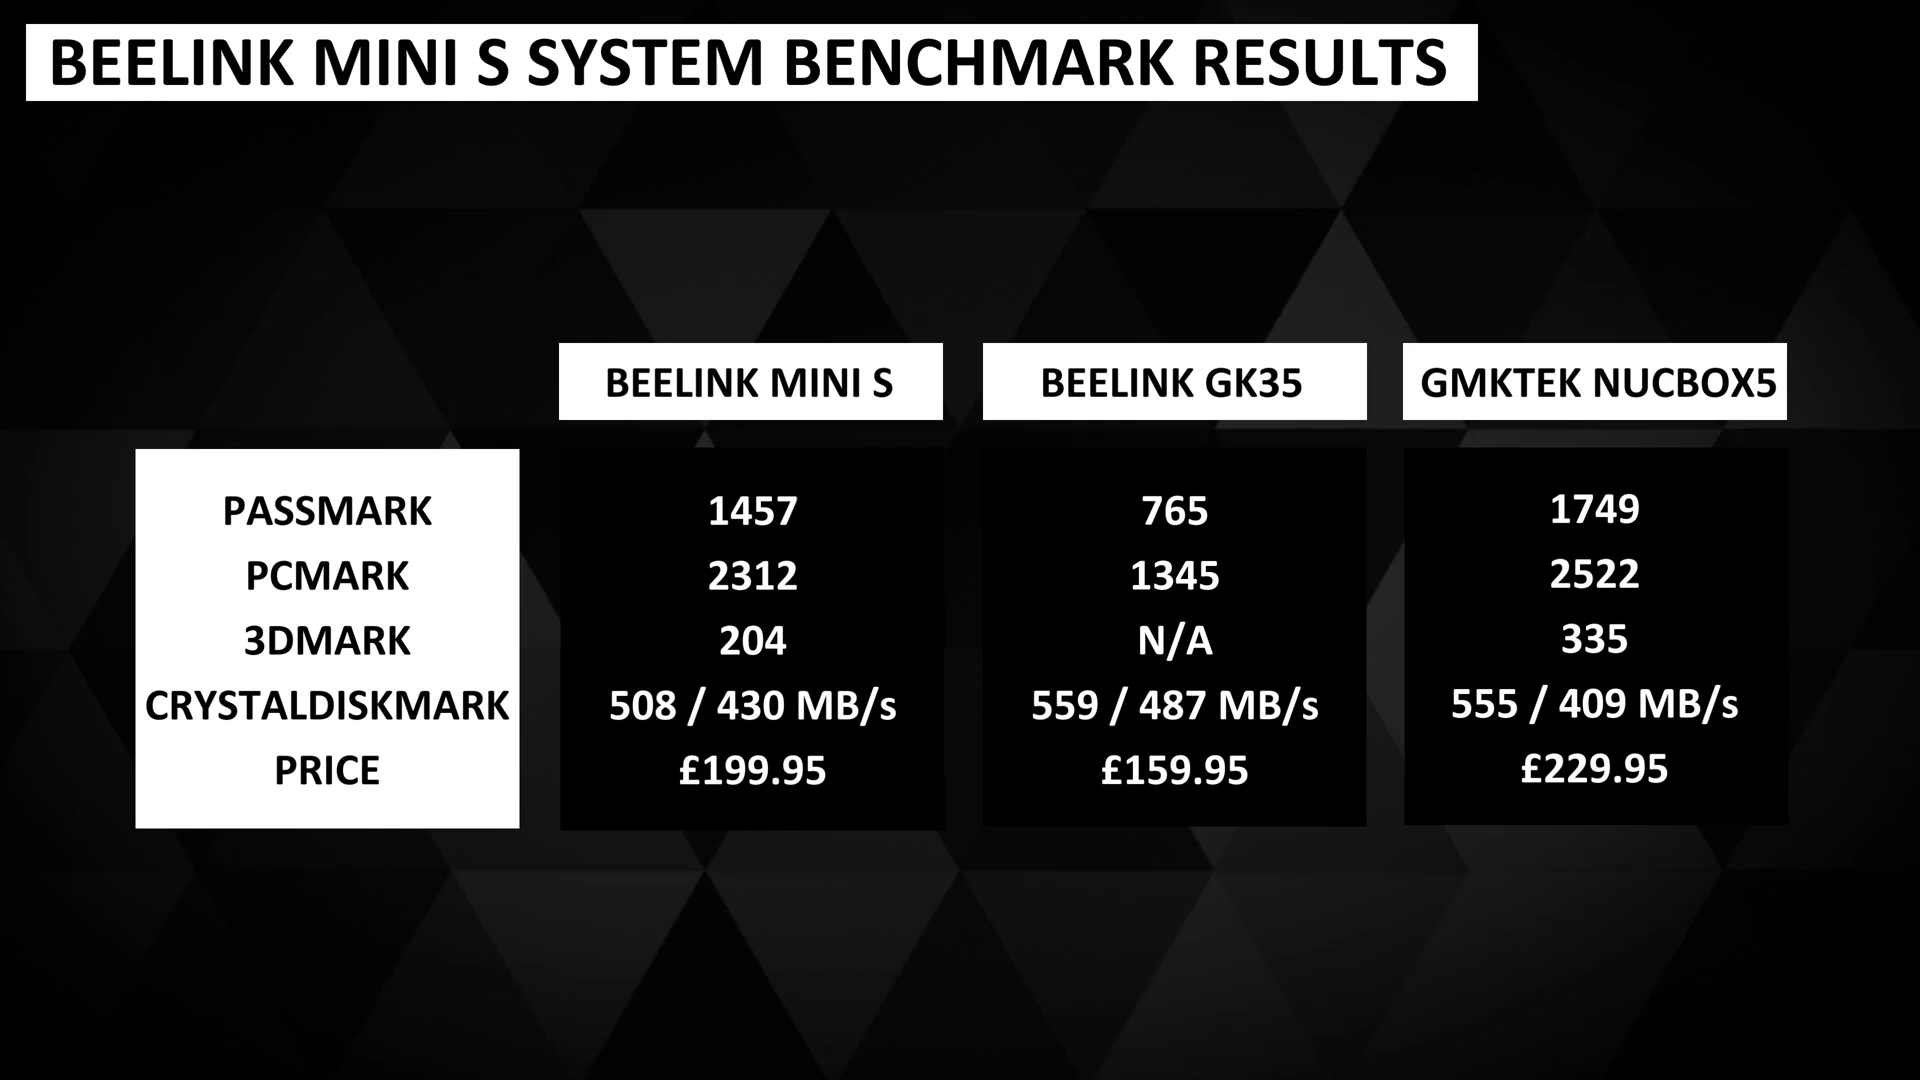 BEELINK MINI S SYSTEM BENCHMARK RESULTS
BEELINK MINI S BEELINK GK35 GMKTEK NUCBOX5
PASSMARK 1457 765 1749
PCMARK 2312 1345 2522
3DMARK 204 N/A 335
CRYSTALDISKMARK 508 / 430 MB/s 559 / 487 MB/s 555 / 409 MB/s
PRICE £199.95 £159.95 £229.95